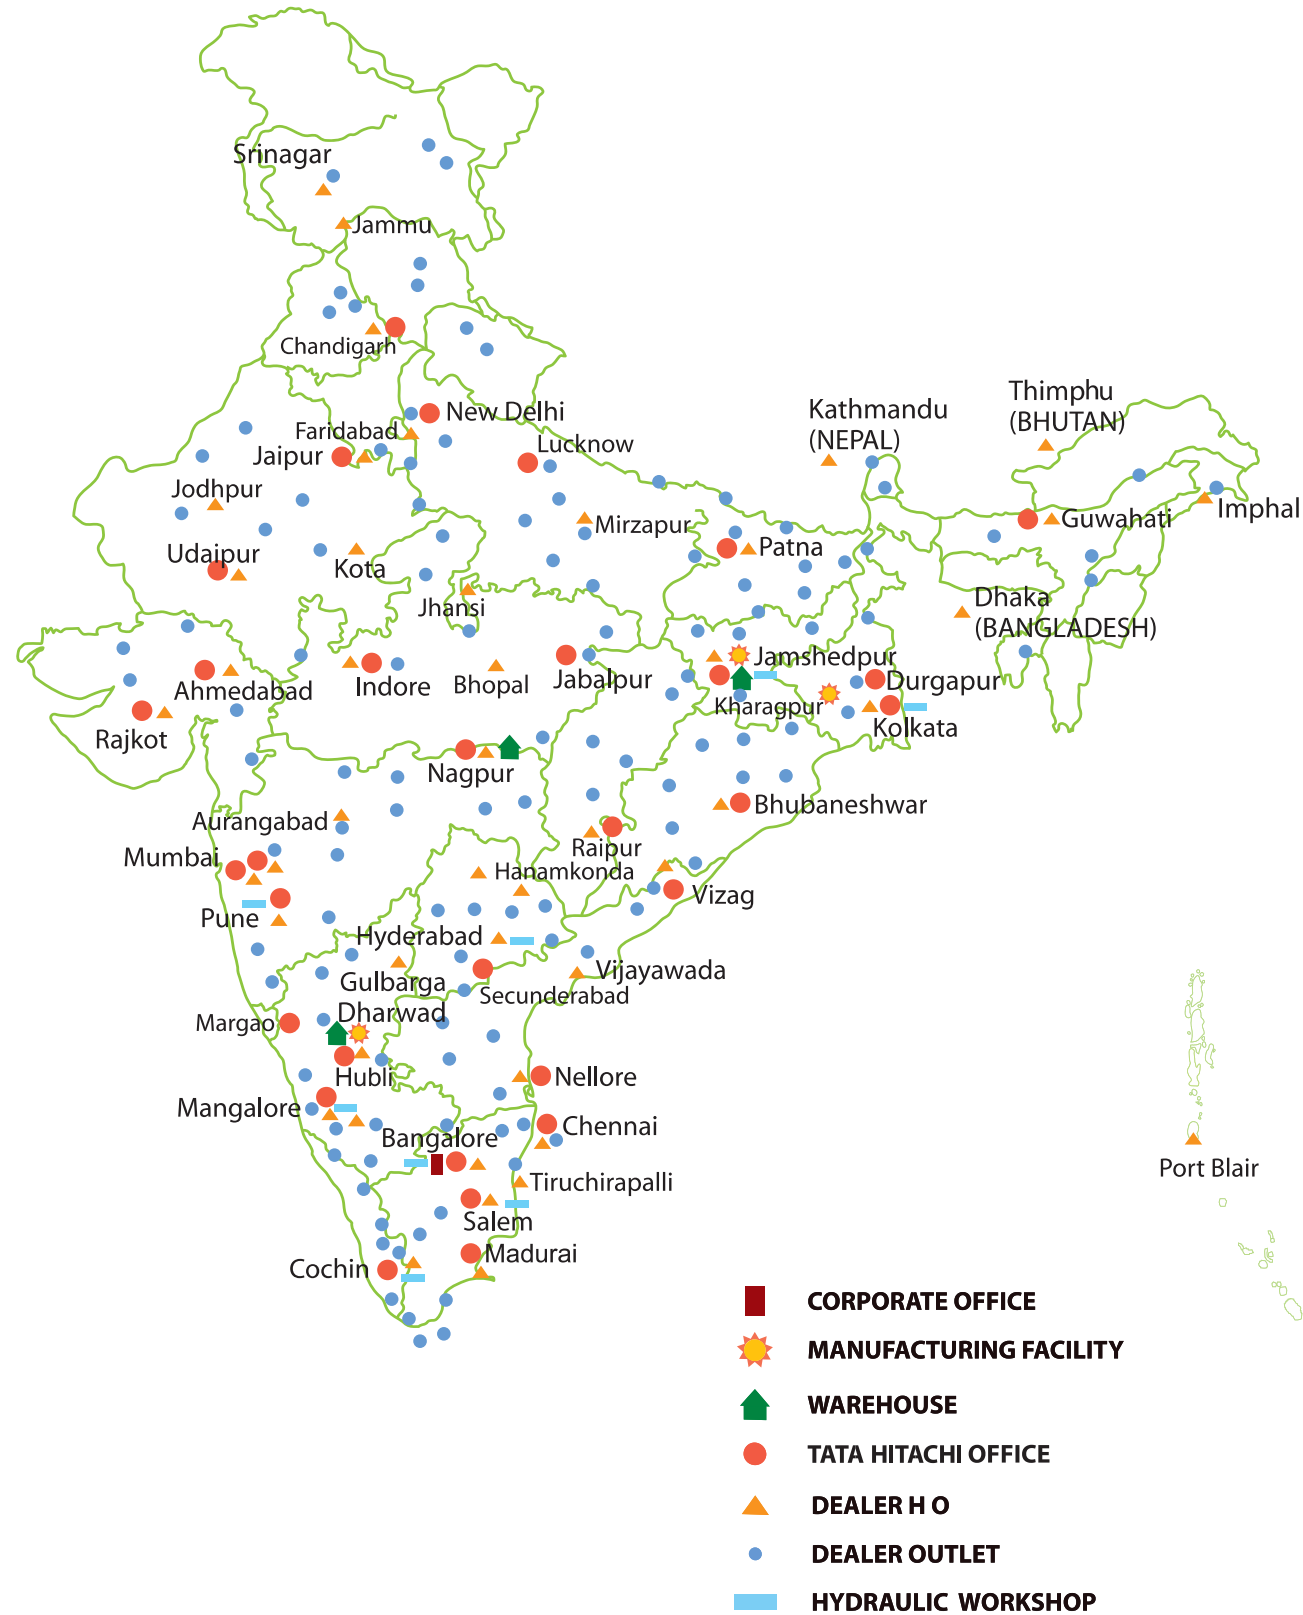 Srinagar
Jammu
Chandigarh
New Delhi
Faridabad
Lucknow
Jaipur
Kathmandu
(NEPAL)
Thimphu
(BHUTAN)
Jodhpur
Mirzapur
Guwahati
Imphal
Udaipur
Kota
Patna
Jhansi
Dhaka
(BANGLADESH)
Ahmedabad
Indore
Bhopal
Jabalpur
Jamshedpur
Durgapur
Kharagpur
Kolkata
Rajkot
Nagpur
Bhubaneshwar
Aurangabad
Mumbai
Raipur
Hanamkonda
Vizag
Pune
Hyderabad
Gulbarga
Vijayawada
Secunderabad
Margao
Dharwad
Hubli
Nellore
Mangalore
Bangalore
Chennai
Port Blair
Tiruchirapalli
Salem
Madurai
Cochin
CORPORATE OFFICE
MANUFACTURING FACILITY
WAREHOUSE
TATA HITACHI OFFICE
DEALER H O
DEALER OUTLET
HYDRAULIC WORKSHOP